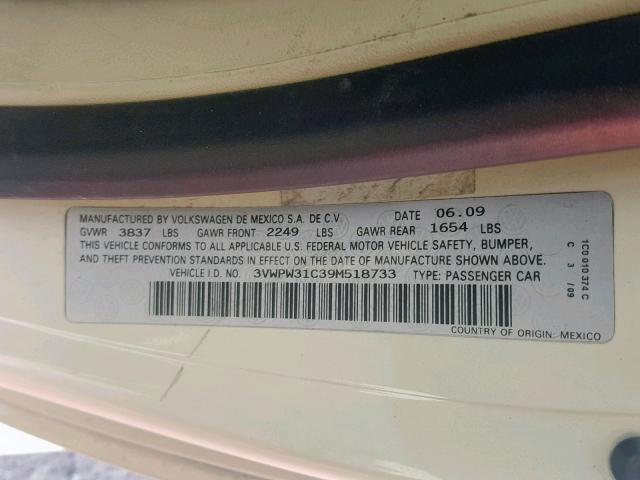 MANUFACTURED BY VOLKSWAGEN DE MEXICO S.A. DE C.V. DATE 06.09
GVWR 3837 LBS GAWR FRONT 2249 LBS GAWR REAR 1654 LBS
THIS VEHICLE CONFORMS TO ALL APPLICABLE U.S. FEDERAL MOTOR VEHICLE SAFETY, BUMPER,
AND THEFT PREVENTION STANDARDS IN EFFECT ON THE DATE OF MANUFACTURE SHOWN ABOVE.
VEHICLE I.D. NO. 3VWPW31C39M518733 TYPE: PASSENGER CAR
COUNTRY OF ORIGIN: MEXICO
1C0 010 374 C
C 3 /09